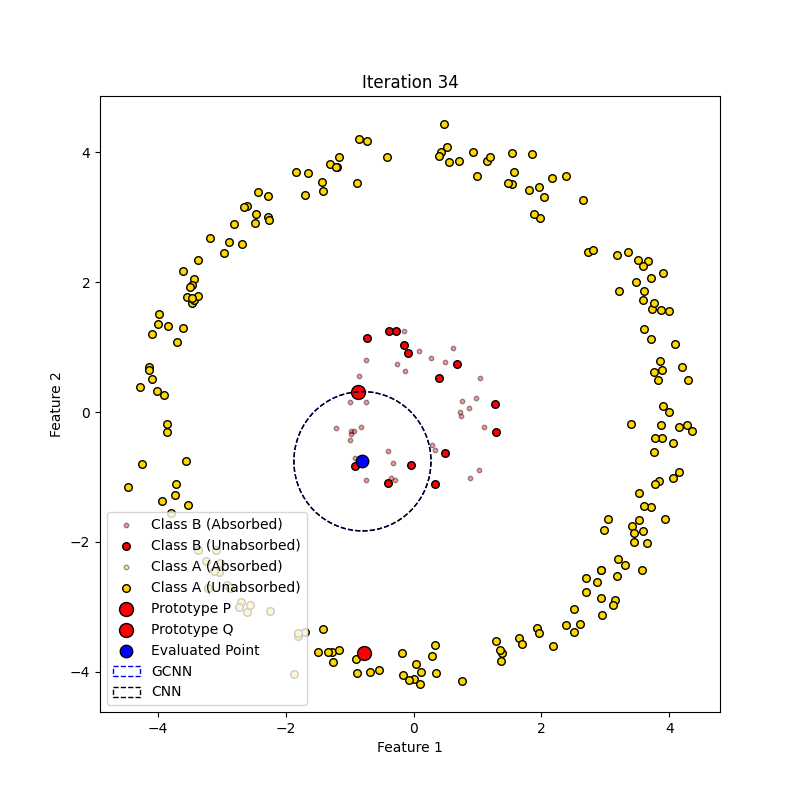 Iteration 34
Feature 2
4
2
0
−2
−4
Class B (Absorbed)
Class B (Unabsorbed)
Class A (Absorbed)
Class A (Unabsorbed)
Prototype P
Prototype Q
Evaluated Point
GCNN
CNN
−4 −2 0 2 4
Feature 1